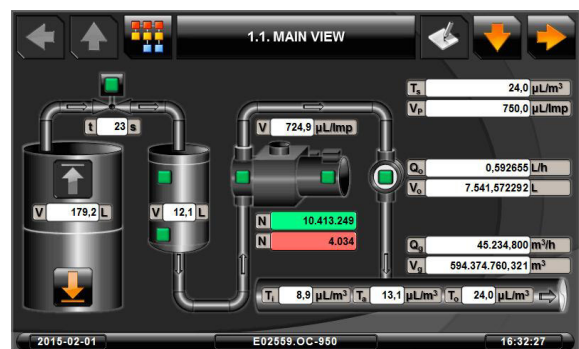 1.1. MAIN VIEW
Ts 24,0 µL/m³
VP 750,0 µL/Imp
t 23 s
V 724,9 µL/Imp
Qo 0,592655 L/h
Vo 7.541,572292 L
V 179,2 L
V 12,1 L
N 10.413.249
N 4.034
Qg 45.234,800 m³/h
Vg 594.374.760,321 m³
Ti 8,9 µL/m³ Ta 13,1 µL/m³ To 24,0 µL/m³
2015-02-01 E02559.OC-950 16:32:27